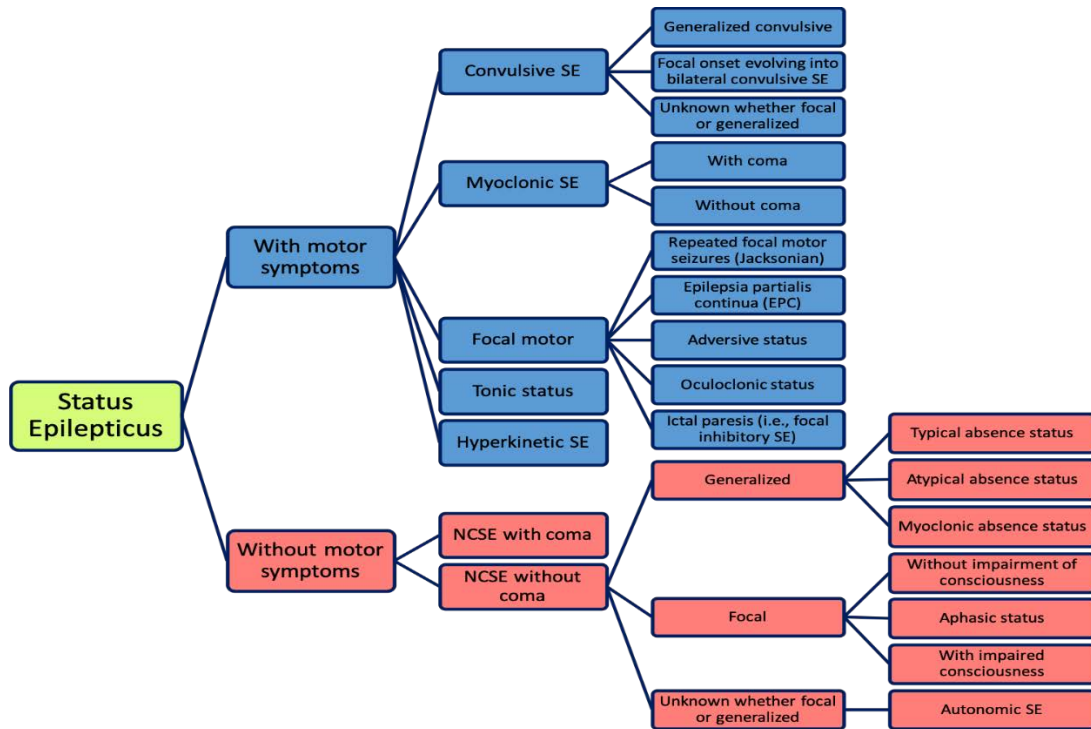 Status
Epilepticus
With motor
symptoms
Convulsive SE
Generalized convulsive
Focal onset evolving into
bilateral convulsive SE
Unknown whether focal
or generalized
Myoclonic SE
With coma
Without coma
Focal motor
Repeated focal motor
seizures (Jacksonian)
Epilepsia partialis
continua (EPC)
Adversive status
Oculoclonic status
Ictal paresis (i.e., focal
inhibitory SE)
Tonic status
Hyperkinetic SE
Without motor
symptoms
NCSE with coma
NCSE without
coma
Generalized
Typical absence status
Atypical absence status
Myoclonic absence status
Focal
Without impairment of
consciousness
Aphasic status
With impaired
consciousness
Unknown whether focal
or generalized
Autonomic SE